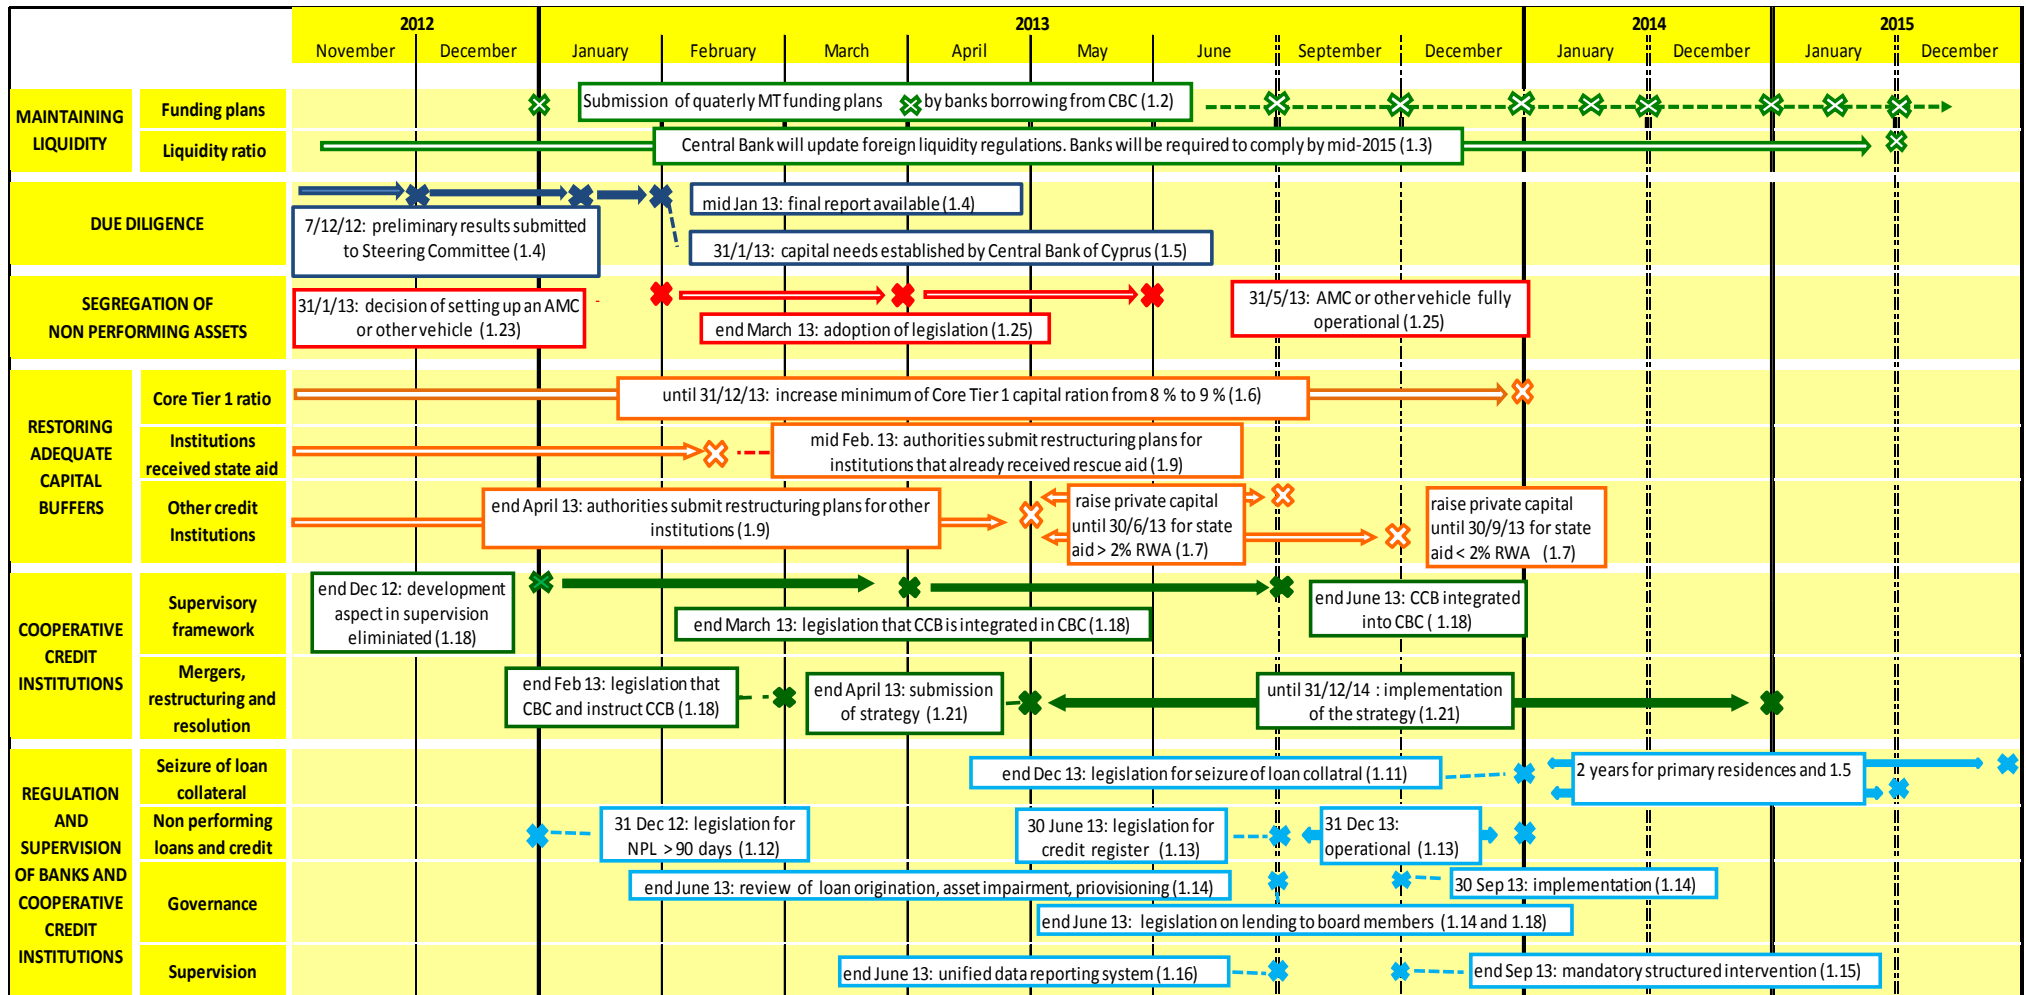 2012
2013
2014
2015
November
December
January
February
March
April
May
June
September
December
January
December
January
December
MAINTAINING
LIQUIDITY
Funding plans
Submission of quaterly MT funding plans by banks borrowing from CBC (1.2)
Liquidity ratio
Central Bank will update foreign liquidity regulations. Banks will be required to comply by mid-2015 (1.3)
DUE DILIGENCE
7/12/12: preliminary results submitted
to Steering Committee (1.4)
mid Jan 13: final report available (1.4)
31/1/13: capital needs established by Central Bank of Cyprus (1.5)
SEGREGATION OF
NON PERFORMING ASSETS
31/1/13: decision of setting up an AMC
or other vehicle (1.23)
end March 13: adoption of legislation (1.25)
31/5/13: AMC or other vehicle fully
operational (1.25)
RESTORING
ADEQUATE
CAPITAL
BUFFERS
Core Tier 1 ratio
until 31/12/13: increase minimum of Core Tier 1 capital ration from 8 % to 9 % (1.6)
Institutions
received state aid
mid Feb. 13: authorities submit restructuring plans for
institutions that already received rescue aid (1.9)
Other credit
Institutions
end April 13: authorities submit restructuring plans for other
institutions (1.9)
raise private capital
until 30/6/13 for state
aid > 2% RWA (1.7)
raise private capital
until 30/9/13 for state
aid < 2% RWA (1.7)
COOPERATIVE
CREDIT
INSTITUTIONS
Supervisory
framework
end Dec 12: development
aspect in supervision
eliminiated (1.18)
end March 13: legislation that CCB is integrated in CBC (1.18)
end June 13: CCB integrated
into CBC ( 1.18)
Mergers,
restructuring and
resolution
end Feb 13: legislation that
CBC and instruct CCB (1.18)
end April 13: submission
of strategy (1.21)
until 31/12/14 : implementation
of the strategy (1.21)
REGULATION
AND
SUPERVISION
OF BANKS AND
COOPERATIVE
CREDIT
INSTITUTIONS
Seizure of loan
collateral
end Dec 13: legislation for seizure of loan collatral (1.11)
2 years for primary residences and 1.5
Non performing
loans and credit
31 Dec 12: legislation for
NPL > 90 days (1.12)
30 June 13: legislation for
credit register (1.13)
31 Dec 13:
operational (1.13)
Governance
end June 13: review of loan origination, asset impairment, priovisioning (1.14)
30 Sep 13: implementation (1.14)
end June 13: legislation on lending to board members (1.14 and 1.18)
Supervision
end June 13: unified data reporting system (1.16)
end Sep 13: mandatory structured intervention (1.15)